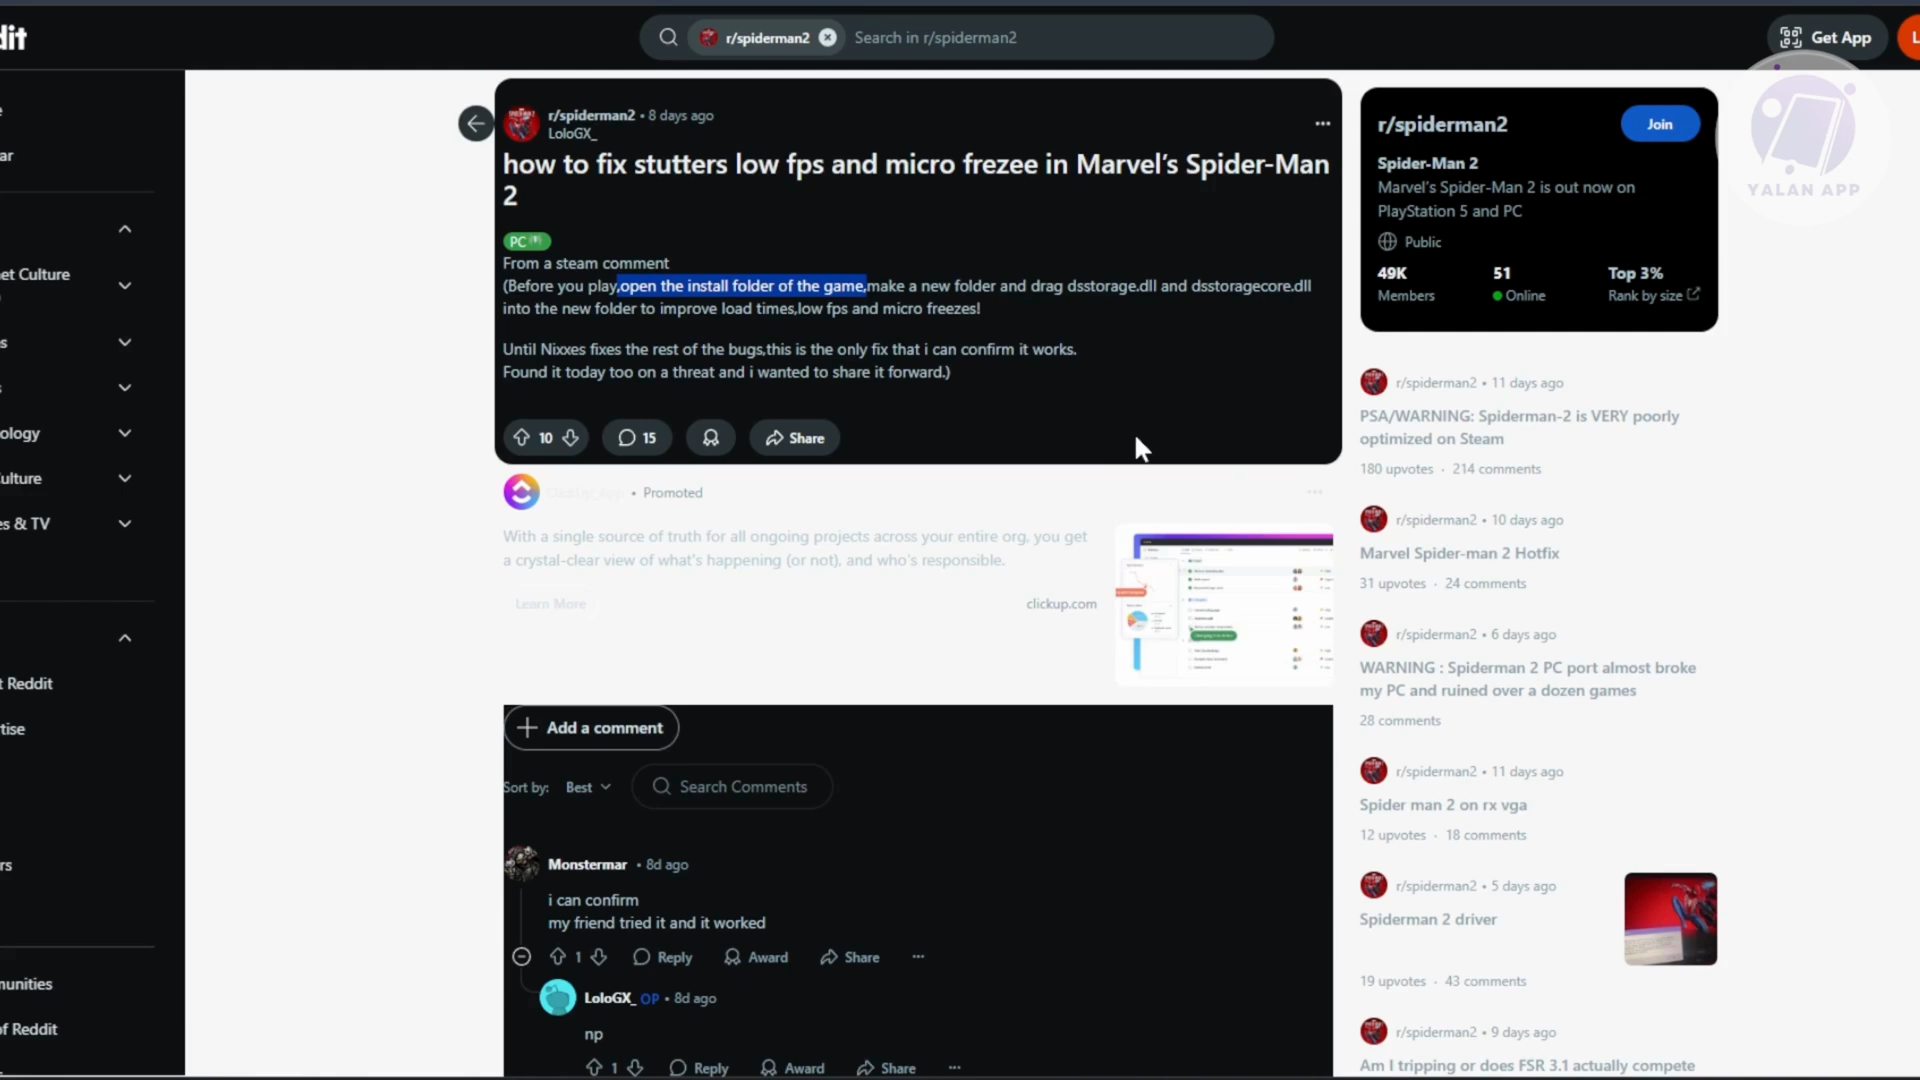 dit
r/spiderman2
Search in r/spiderman2
Get App
L
YALAN APP
ar
et Culture
s
ology
ulture
es & TV
t Reddit
tise
rs
munities
of Reddit
r/spiderman2 • 8 days ago
LoloGX_
how to fix stutters low fps and micro frezee in Marvel's Spider-Man
2
PC
From a steam comment
(Before you play,open the install folder of the game,make a new folder and drag dsstorage.dll and dsstoragecore.dll
into the new folder to improve load times,low fps and micro freezes!
Until Nixxes fixes the rest of the bugs,this is the only fix that i can confirm it works.
Found it today too on a threat and i wanted to share it forward.)
10
15
Share
• Promoted
With a single source of truth for all ongoing projects across your entire org, you get
a crystal-clear view of what's happening (or not), and who's responsible.
Learn More
clickup.com
Add a comment
Sort by: Best
Search Comments
Monstermar • 8d ago
i can confirm
my friend tried it and it worked
1 Reply Award Share
LoloGX_ OP • 8d ago
np
1 Reply Award Share
r/spiderman2
Join
Spider-Man 2
Marvel's Spider-Man 2 is out now on
PlayStation 5 and PC
Public
49K 51 Top 3%
Members Online Rank by size
r/spiderman2 • 11 days ago
PSA/WARNING: Spiderman-2 is VERY poorly
optimized on Steam
180 upvotes · 214 comments
r/spiderman2 • 10 days ago
Marvel Spider-man 2 Hotfix
31 upvotes · 24 comments
r/spiderman2 • 6 days ago
WARNING : Spiderman 2 PC port almost broke
my PC and ruined over a dozen games
28 comments
r/spiderman2 • 11 days ago
Spider man 2 on rx vga
12 upvotes · 18 comments
r/spiderman2 • 5 days ago
Spiderman 2 driver
19 upvotes · 43 comments
r/spiderman2 • 9 days ago
Am I tripping or does FSR 3.1 actually compete